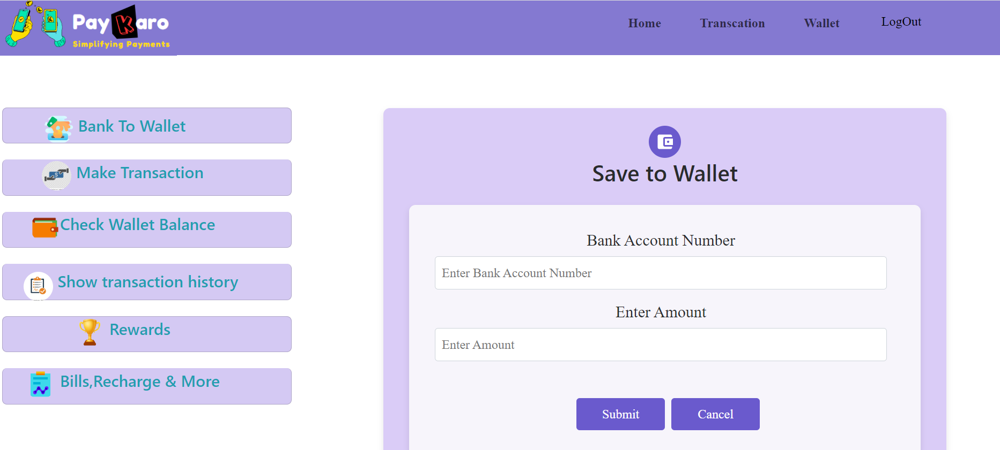 PayKaro
Simplifying Payments
Home Transcation Wallet LogOut
Bank To Wallet
Make Transaction
Check Wallet Balance
Show transaction history
Rewards
Bills,Recharge & More
Save to Wallet
Bank Account Number
Enter Bank Account Number
Enter Amount
Enter Amount
Submit Cancel